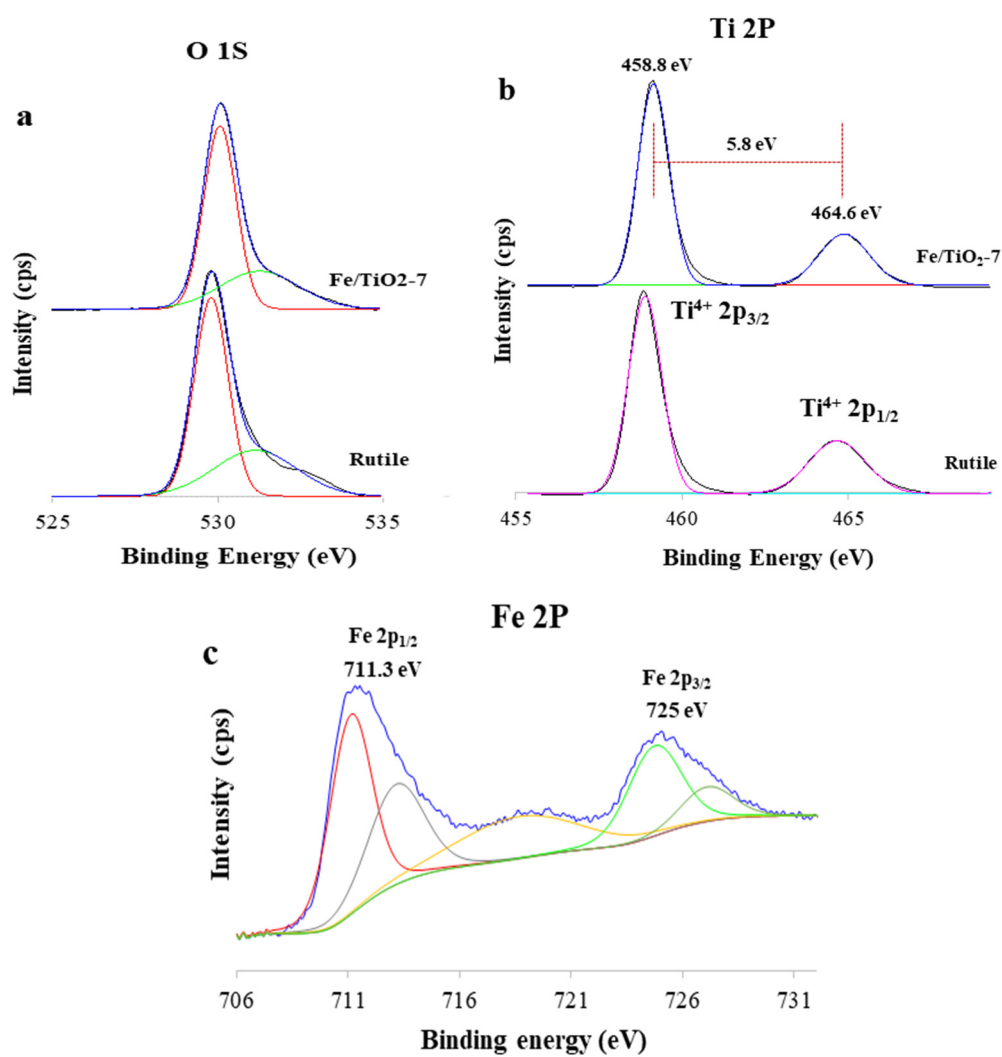 O 1S
a
Fe/TiO2-7
Rutile
Intensity (cps)
525
530
535
Binding Energy (eV)
Ti 2P
b
458.8 eV
5.8 eV
464.6 eV
Fe/TiO₂-7
Ti⁴⁺ 2p₃/₂
Ti⁴⁺ 2p₁/₂
Rutile
Intensity (cps)
455
460
465
Binding Energy (eV)
Fe 2P
c
Fe 2p₁/₂
711.3 eV
Fe 2p₃/₂
725 eV
Intensity (cps)
706
711
716
721
726
731
Binding energy (eV)